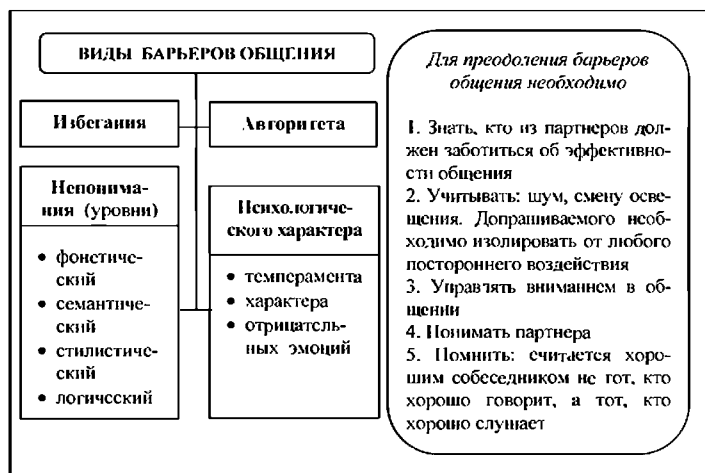 ВИДЫ БАРЬЕРОВ ОБЩЕНИЯ
Избегания
Авторитета
Непонима-
ния (уровни)
• фонетиче-
ский
• семантиче-
ский
• стилистиче-
ский
• логический
Психологиче-
ского характера
• темперамента
• характера
• отрицатель-
ных эмоций
Для преодоления барьеров
общения необходимо
1. Знать, кто из партнеров дол-
жен заботиться об эффективно-
сти общения
2. Учитывать: шум, смену осве-
щения. Допрашиваемого необ-
ходимо изолировать от любого
постороннего воздействия
3. Управлять вниманием в об-
щении
4. Понимать партнера
5. Помнить: считается хоро-
шим собеседником не тот, кто
хорошо говорит, а тот, кто
хорошо слушает